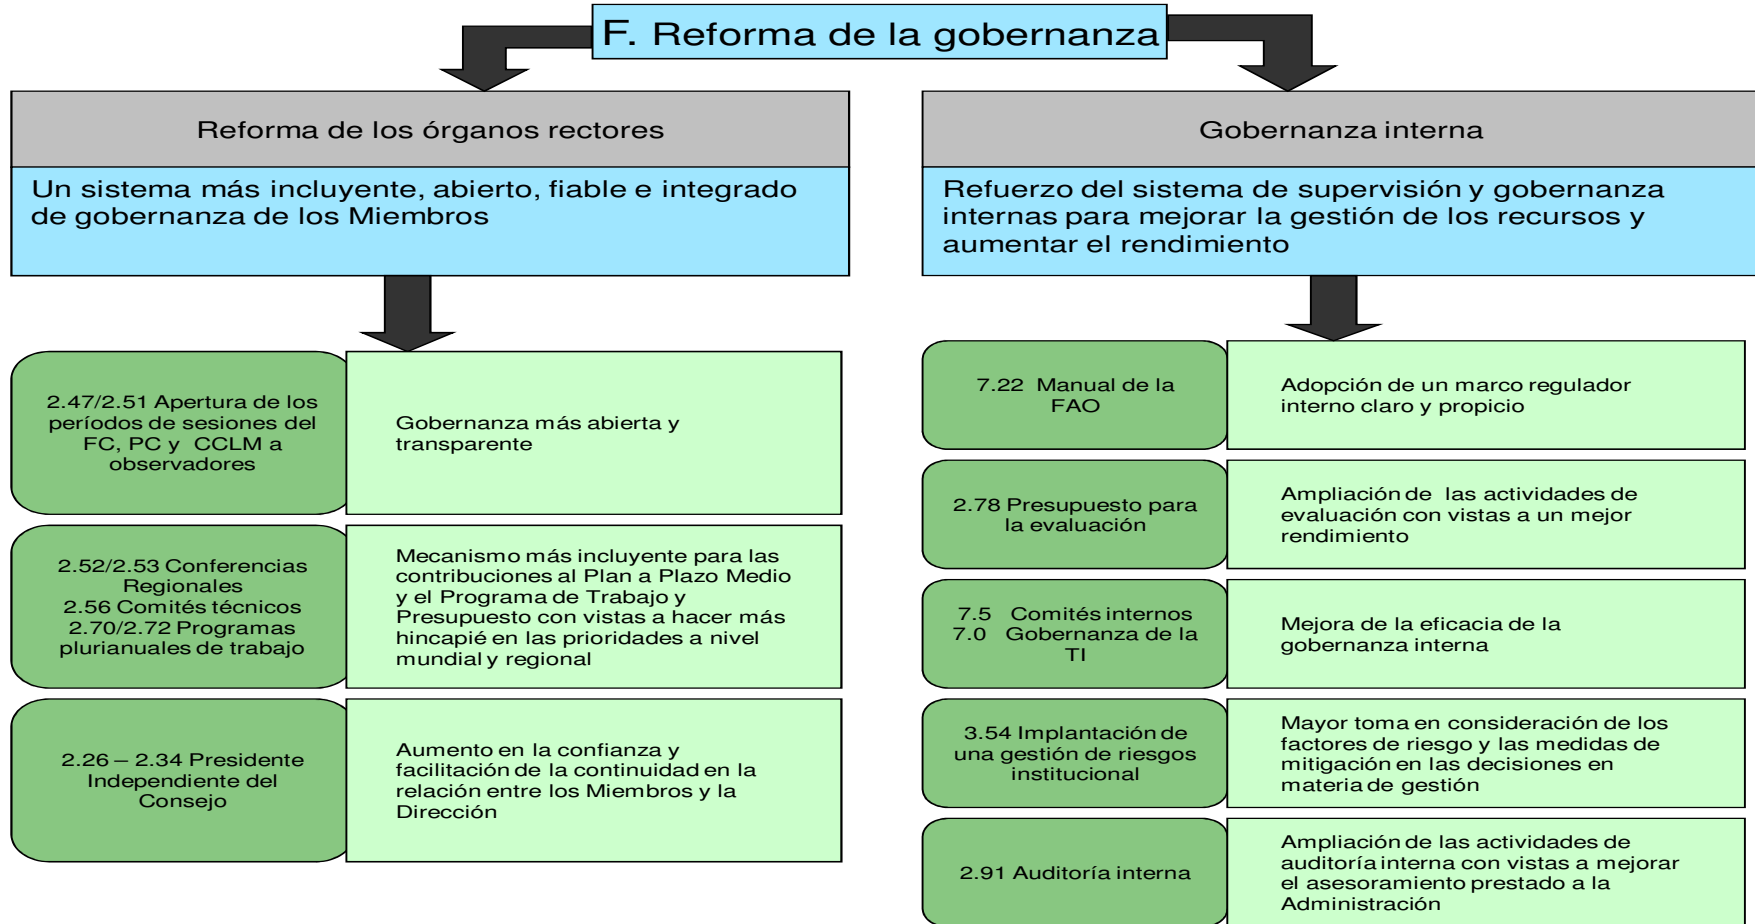 F. Reforma de la gobernanza
Reforma de los órganos rectores
Un sistema más incluyente, abierto, fiable e integrado
de gobernanza de los Miembros
2.47/2.51 Apertura de los
períodos de sesiones del
FC, PC y CCLM a
observadores
Gobernanza más abierta y
transparente
2.52/2.53 Conferencias
Regionales
2.56 Comités técnicos
2.70/2.72 Programas
plurianuales de trabajo
Mecanismo más incluyente para las
contribuciones al Plan a Plazo Medio
y el Programa de Trabajo y
Presupuesto con vistas a hacer más
hincapié en las prioridades a nivel
mundial y regional
2.26 – 2.34 Presidente
Independiente del
Consejo
Aumento en la confianza y
facilitación de la continuidad en la
relación entre los Miembros y la
Dirección
Gobernanza interna
Refuerzo del sistema de supervisión y gobernanza
internas para mejorar la gestión de los recursos y
aumentar el rendimiento
7.22 Manual de la
FAO
Adopción de un marco regulador
interno claro y propicio
2.78 Presupuesto para
la evaluación
Ampliación de las actividades de
evaluación con vistas a un mejor
rendimiento
7.5 Comités internos
7.0 Gobernanza de la
TI
Mejora de la eficacia de la
gobernanza interna
3.54 Implantación de
una gestión de riesgos
institucional
Mayor toma en consideración de los
factores de riesgo y las medidas de
mitigación en las decisiones en
materia de gestión
2.91 Auditoría interna
Ampliación de las actividades de
auditoría interna con vistas a mejorar
el asesoramiento prestado a la
Administración